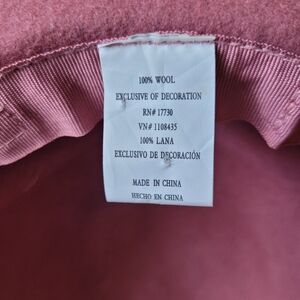 100% WOOL
EXCLUSIVE OF DECORATION
RN# 17730
VN# 1108435
100% LANA
EXCLUSIVO DE DECORACIÓN
MADE IN CHINA
HECHO EN CHINA